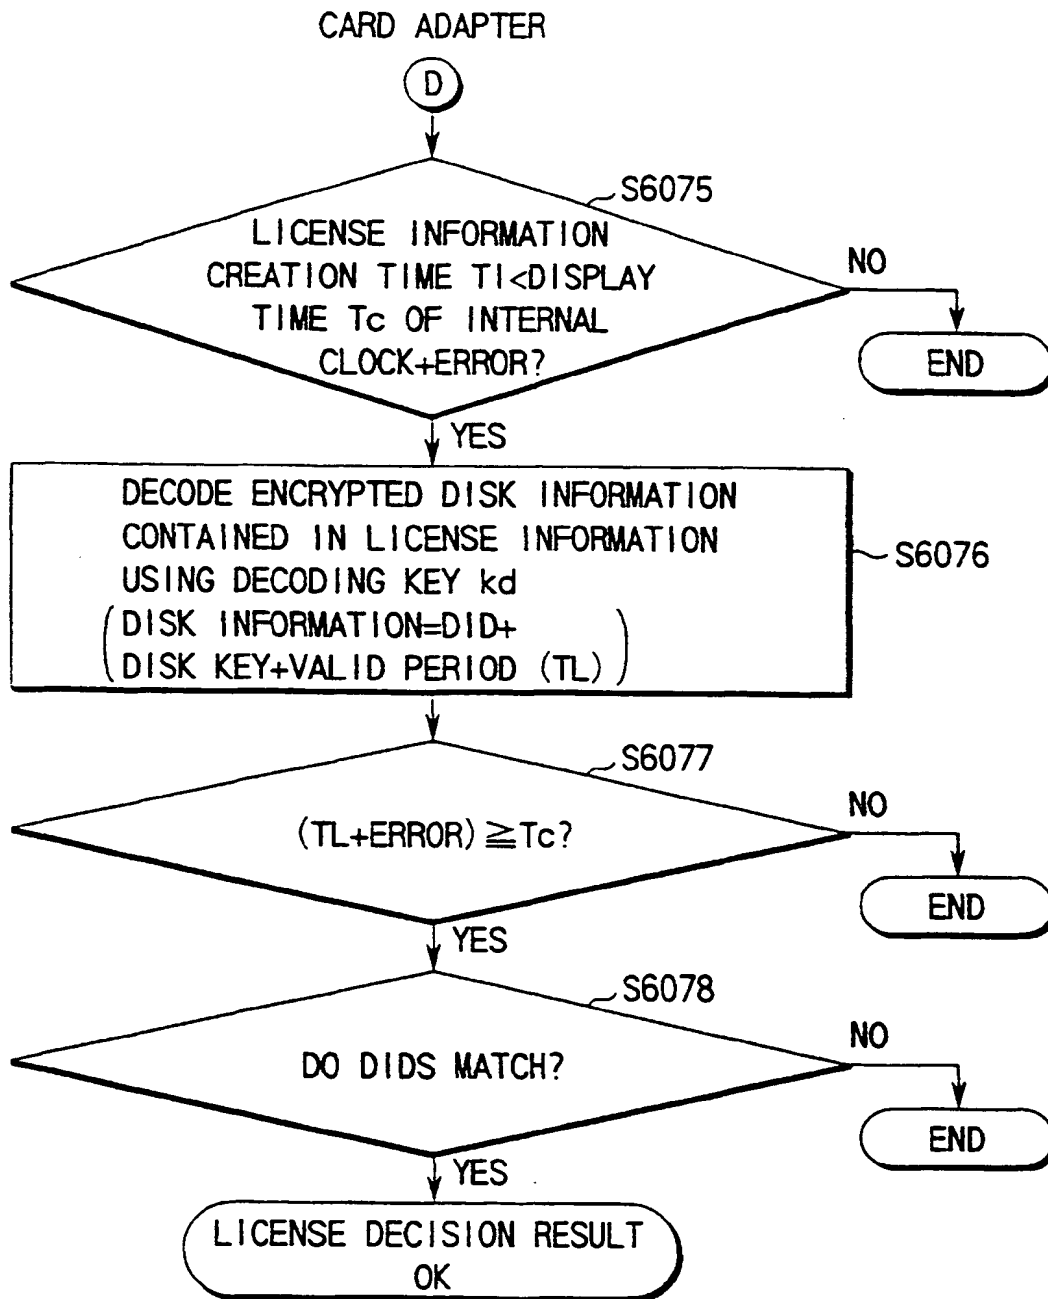 CARD ADAPTER
D
S6075
LICENSE INFORMATION
CREATION TIME TI<DISPLAY
TIME Tc OF INTERNAL
CLOCK+ERROR?
NO
END
YES
DECODE ENCRYPTED DISK INFORMATION
CONTAINED IN LICENSE INFORMATION
USING DECODING KEY kd
(DISK INFORMATION=DID+
DISK KEY+VALID PERIOD (TL))
S6076
S6077
(TL+ERROR)≧Tc?
NO
END
YES
S6078
DO DIDS MATCH?
NO
END
YES
LICENSE DECISION RESULT
OK